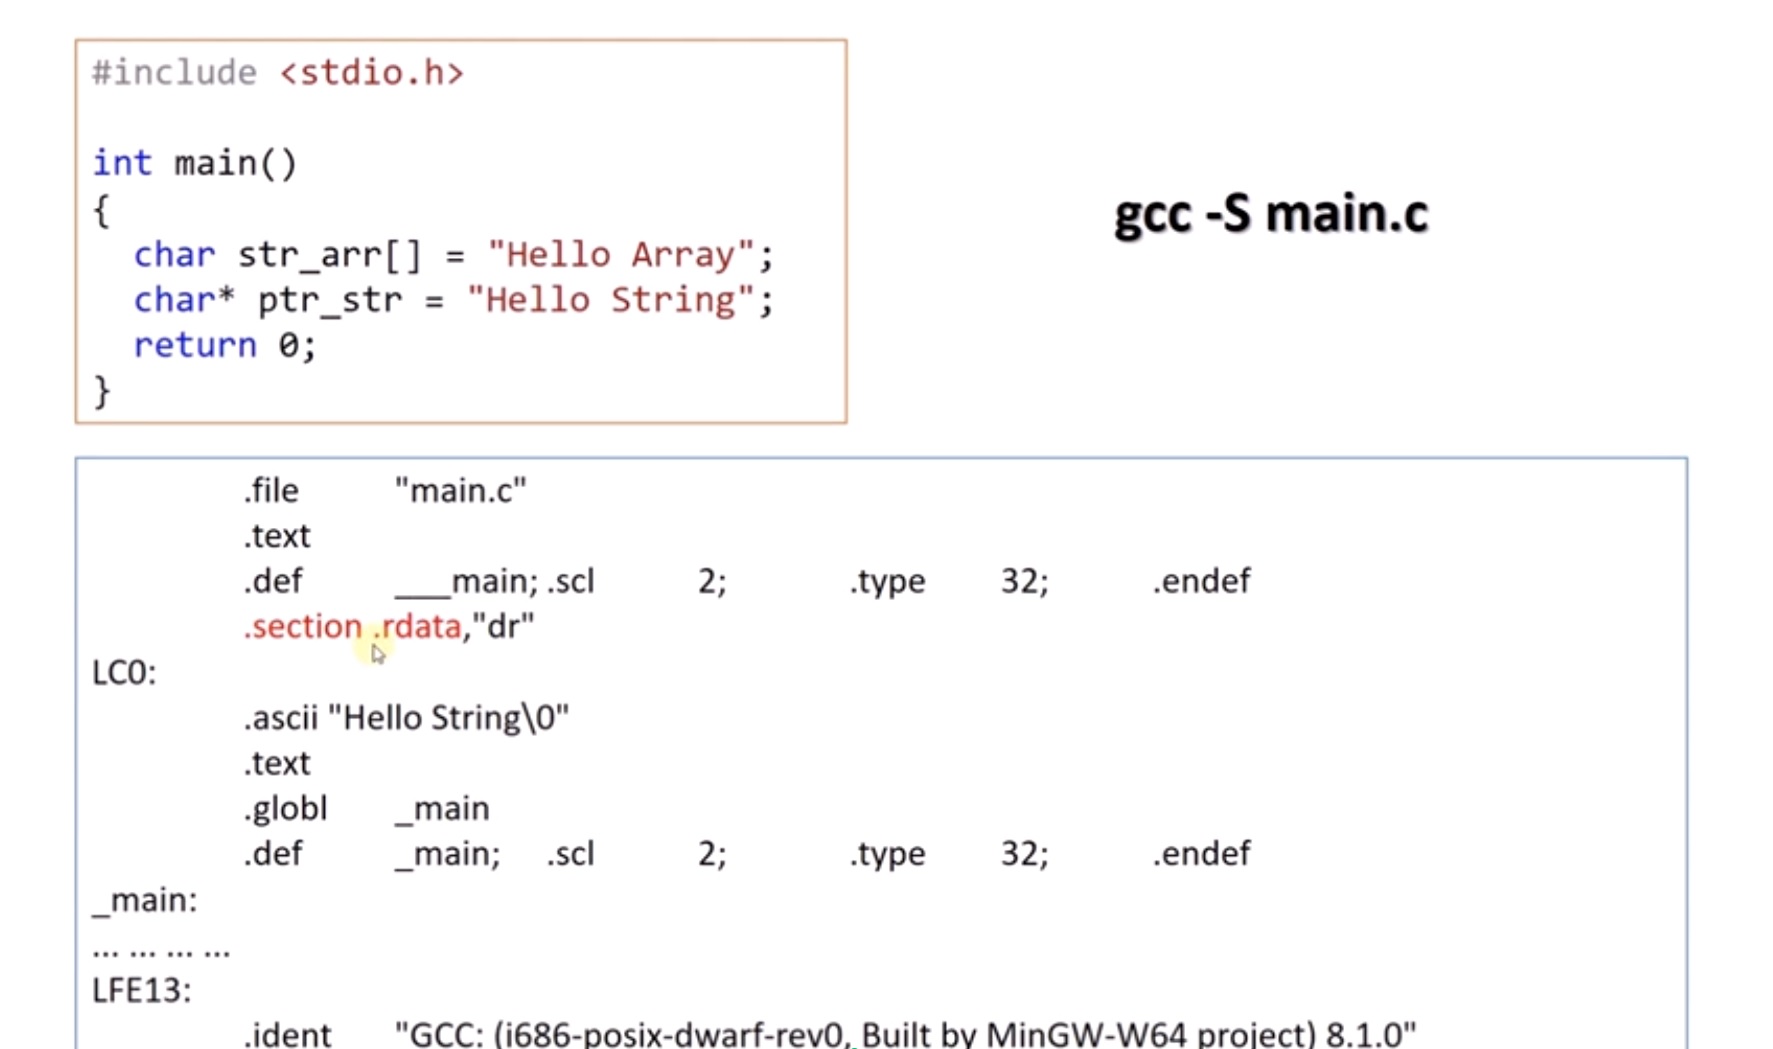 #include <stdio.h>
int main()
{
char str_arr[] = "Hello Array";
char* ptr_str = "Hello String";
return 0;
}
gcc -S main.c
.file "main.c"
.text
.def ___main; .scl 2; .type 32; .endef
.section .rdata,"dr"
LC0:
.ascii "Hello String\0"
.text
.globl _main
.def _main; .scl 2; .type 32; .endef
_main:
... ... ... ...
LFE13:
.ident "GCC: (i686-posix-dwarf-rev0, Built by MinGW-W64 project) 8.1.0"